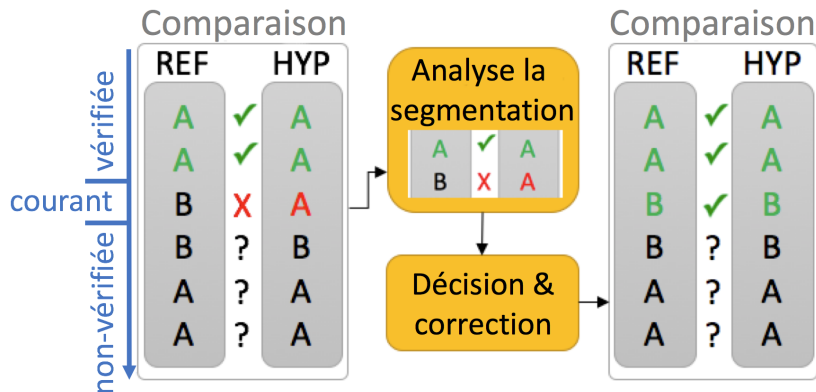 Comparaison
REF HYP
A ✓ A
A ✓ A
B X A
B ? B
A ? A
A ? A
vérifiée
courant
non-vérifiée
Analyse la
segmentation
A ✓ A
B X A
Décision &
correction
Comparaison
REF HYP
A ✓ A
A ✓ A
B ✓ B
B ? B
A ? A
A ? A